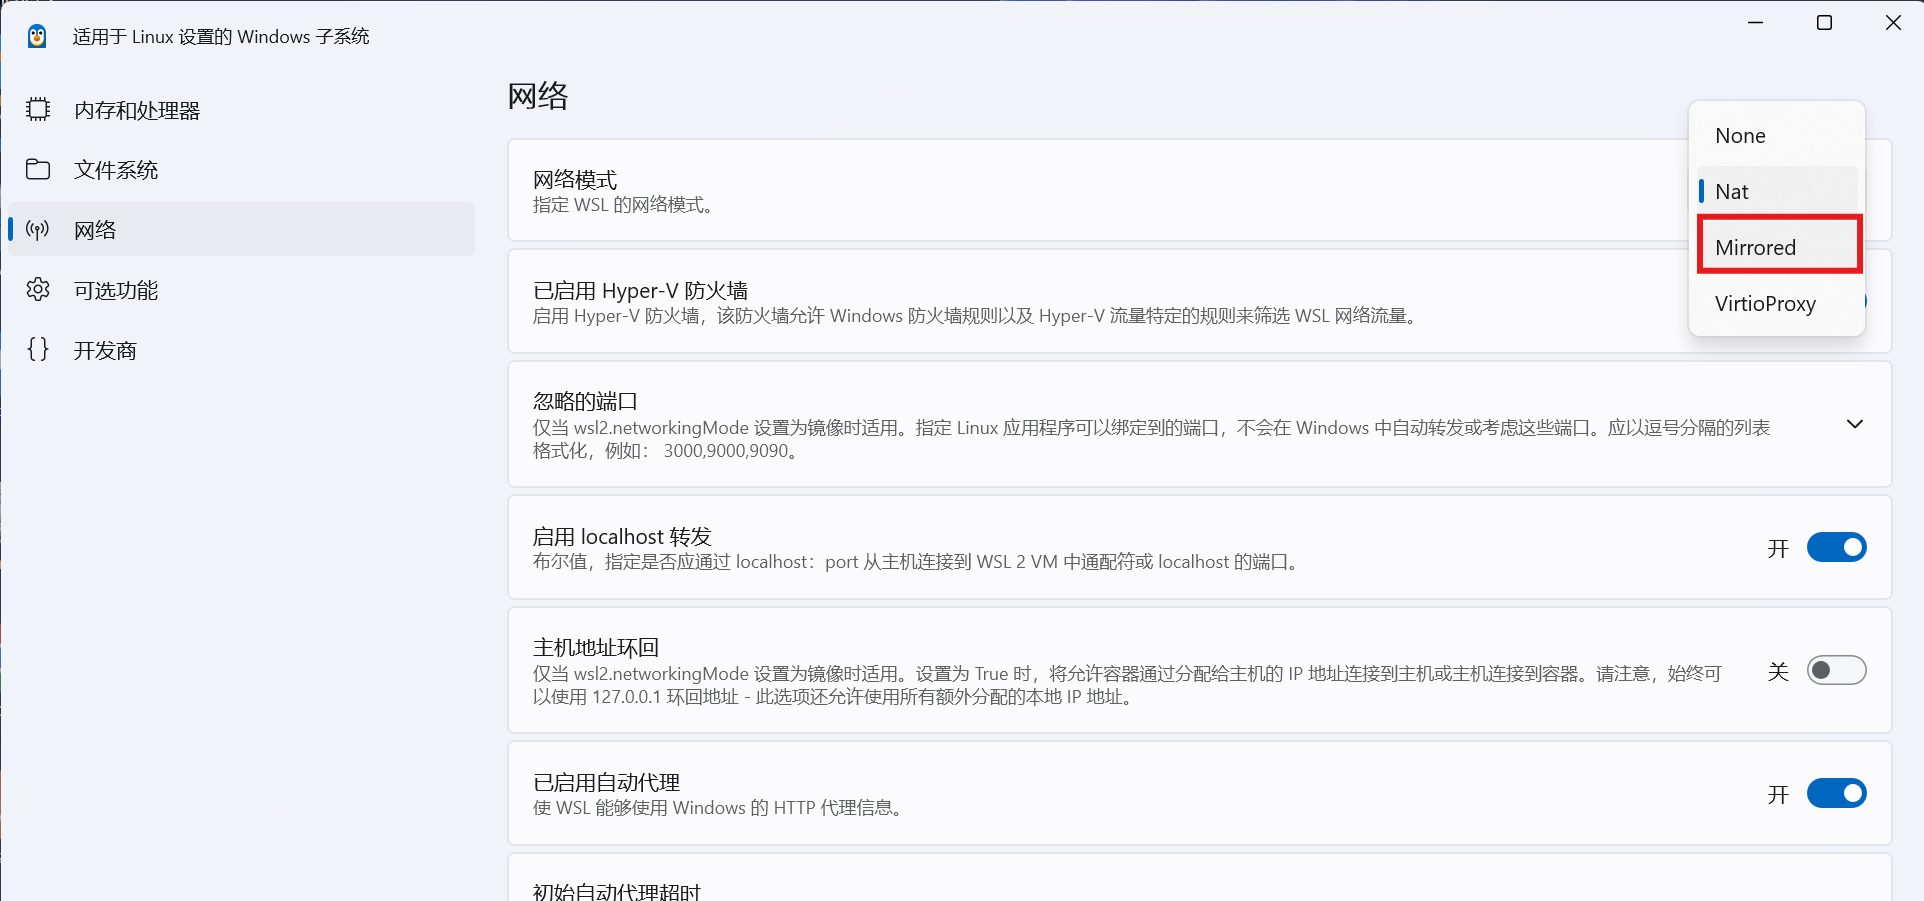 适用于 Linux 设置的 Windows 子系统
内存和处理器
文件系统
网络
可选功能
开发商
网络
None
Nat
Mirrored
VirtioProxy
网络模式
指定 WSL 的网络模式。
已启用 Hyper-V 防火墙
启用 Hyper-V 防火墙，该防火墙允许 Windows 防火墙规则以及 Hyper-V 流量特定的规则来筛选 WSL 网络流量。
忽略的端口
仅当 wsl2.networkingMode 设置为镜像时适用。指定 Linux 应用程序可以绑定到的端口，不会在 Windows 中自动转发或考虑这些端口。应以逗号分隔的列表
格式化，例如： 3000,9000,9090。
启用 localhost 转发
布尔值，指定是否应通过 localhost：port 从主机连接到 WSL 2 VM 中通配符或 localhost 的端口。
开
主机地址环回
仅当 wsl2.networkingMode 设置为镜像时适用。设置为 True 时，将允许容器通过分配给主机的 IP 地址连接到主机或主机连接到容器。请注意，始终可
以使用 127.0.0.1 环回地址 - 此选项还允许使用所有额外分配的本地 IP 地址。
关
已启用自动代理
使 WSL 能够使用 Windows 的 HTTP 代理信息。
开
初始自动代理超时